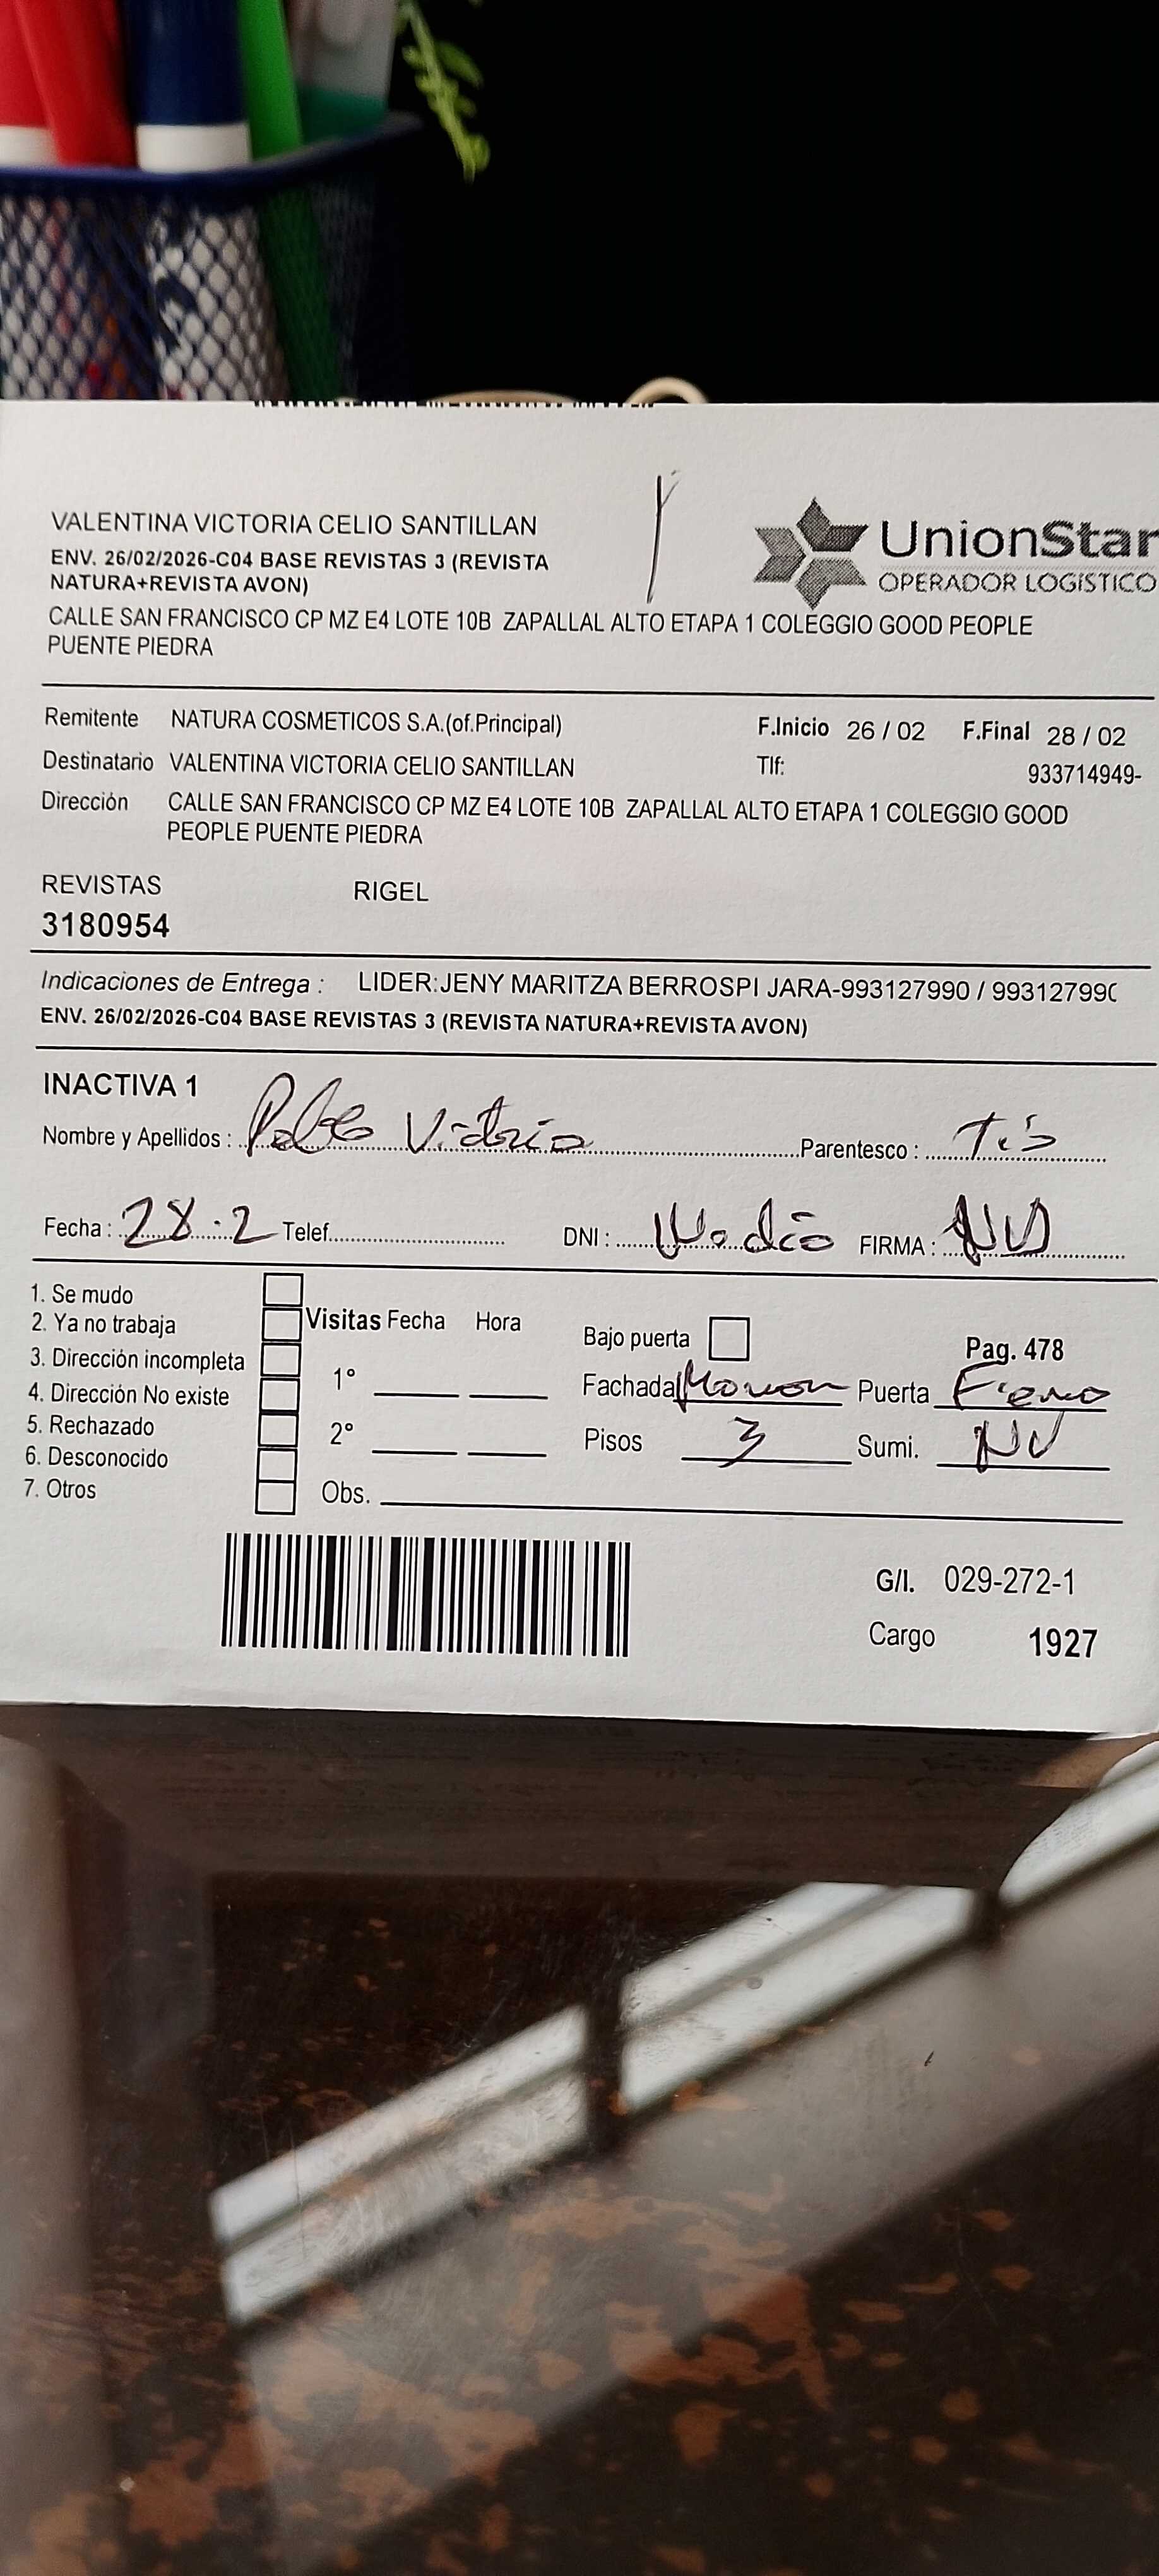 VALENTINA VICTORIA CELIO SANTILLAN
ENV. 26/02/2026-C04 BASE REVISTAS 3 (REVISTA
NATURA+REVISTA AVON)
CALLE SAN FRANCISCO CP MZ E4 LOTE 10B ZAPALLAL ALTO ETAPA 1 COLEGGIO GOOD PEOPLE
PUENTE PIEDRA
UnionStar
OPERADOR LOGÍSTICO
Remitente NATURA COSMETICOS S.A.(of.Principal) F.Inicio 26 / 02 F.Final 28 / 02
Destinatario VALENTINA VICTORIA CELIO SANTILLAN Tlf: 933714949-
Dirección CALLE SAN FRANCISCO CP MZ E4 LOTE 10B ZAPALLAL ALTO ETAPA 1 COLEGGIO GOOD
PEOPLE PUENTE PIEDRA
REVISTAS RIGEL
3180954
Indicaciones de Entrega : LIDER:JENY MARITZA BERROSPI JARA-993127990 / 99312799
ENV. 26/02/2026-C04 BASE REVISTAS 3 (REVISTA NATURA+REVISTA AVON)
INACTIVA 1
Nombre y Apellidos : Pablo Victorio Parentesco :
Fecha : 28.2 Telef. DNI : FIRMA :
1. Se mudo
2. Ya no trabaja
3. Dirección incompleta
4. Dirección No existe
5. Rechazado
6. Desconocido
7. Otros
Visitas Fecha Hora
1°
2°
Obs.
Bajo puerta Pag. 478
Fachada Puerta Fierro
Pisos 3 Sumi. NV
G/I. 029-272-1
Cargo 1927